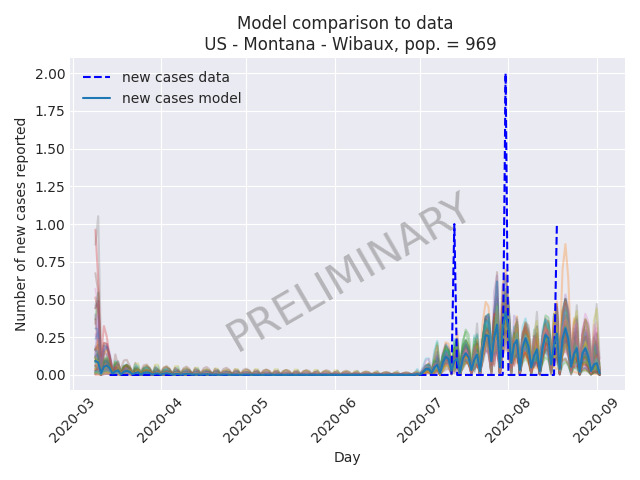 Model comparison to data
US - Montana - Wibaux, pop. = 969
new cases data
new cases model
Number of new cases reported
2.00
1.75
1.50
1.25
1.00
0.75
0.50
0.25
0.00
PRELIMINARY
2020-03
2020-04
2020-05
2020-06
2020-07
2020-08
2020-09
Day